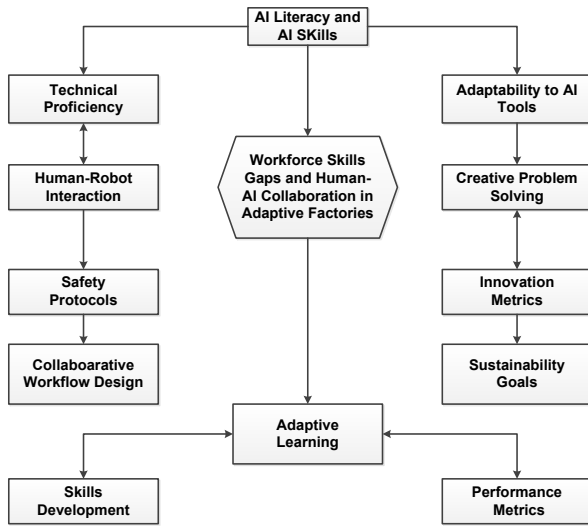 AI Literacy and
AI SKills
Technical
Proficiency
Adaptability to AI
Tools
Workforce Skills
Gaps and Human-
AI Collaboration in
Adaptive Factories
Human-Robot
Interaction
Creative Problem
Solving
Safety
Protocols
Innovation
Metrics
Collaboarative
Workflow Design
Sustainability
Goals
Adaptive
Learning
Skills
Development
Performance
Metrics